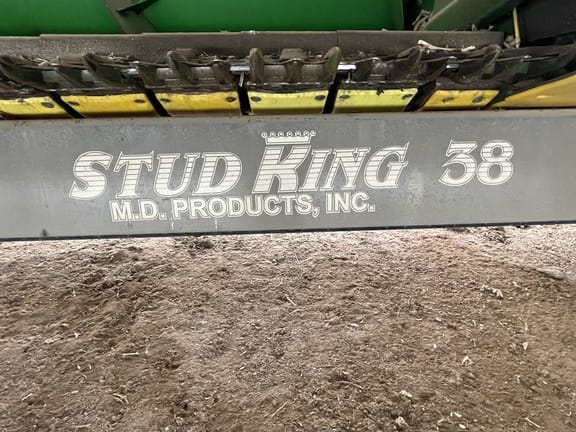 STUD KING 38
M.D. PRODUCTS, INC.